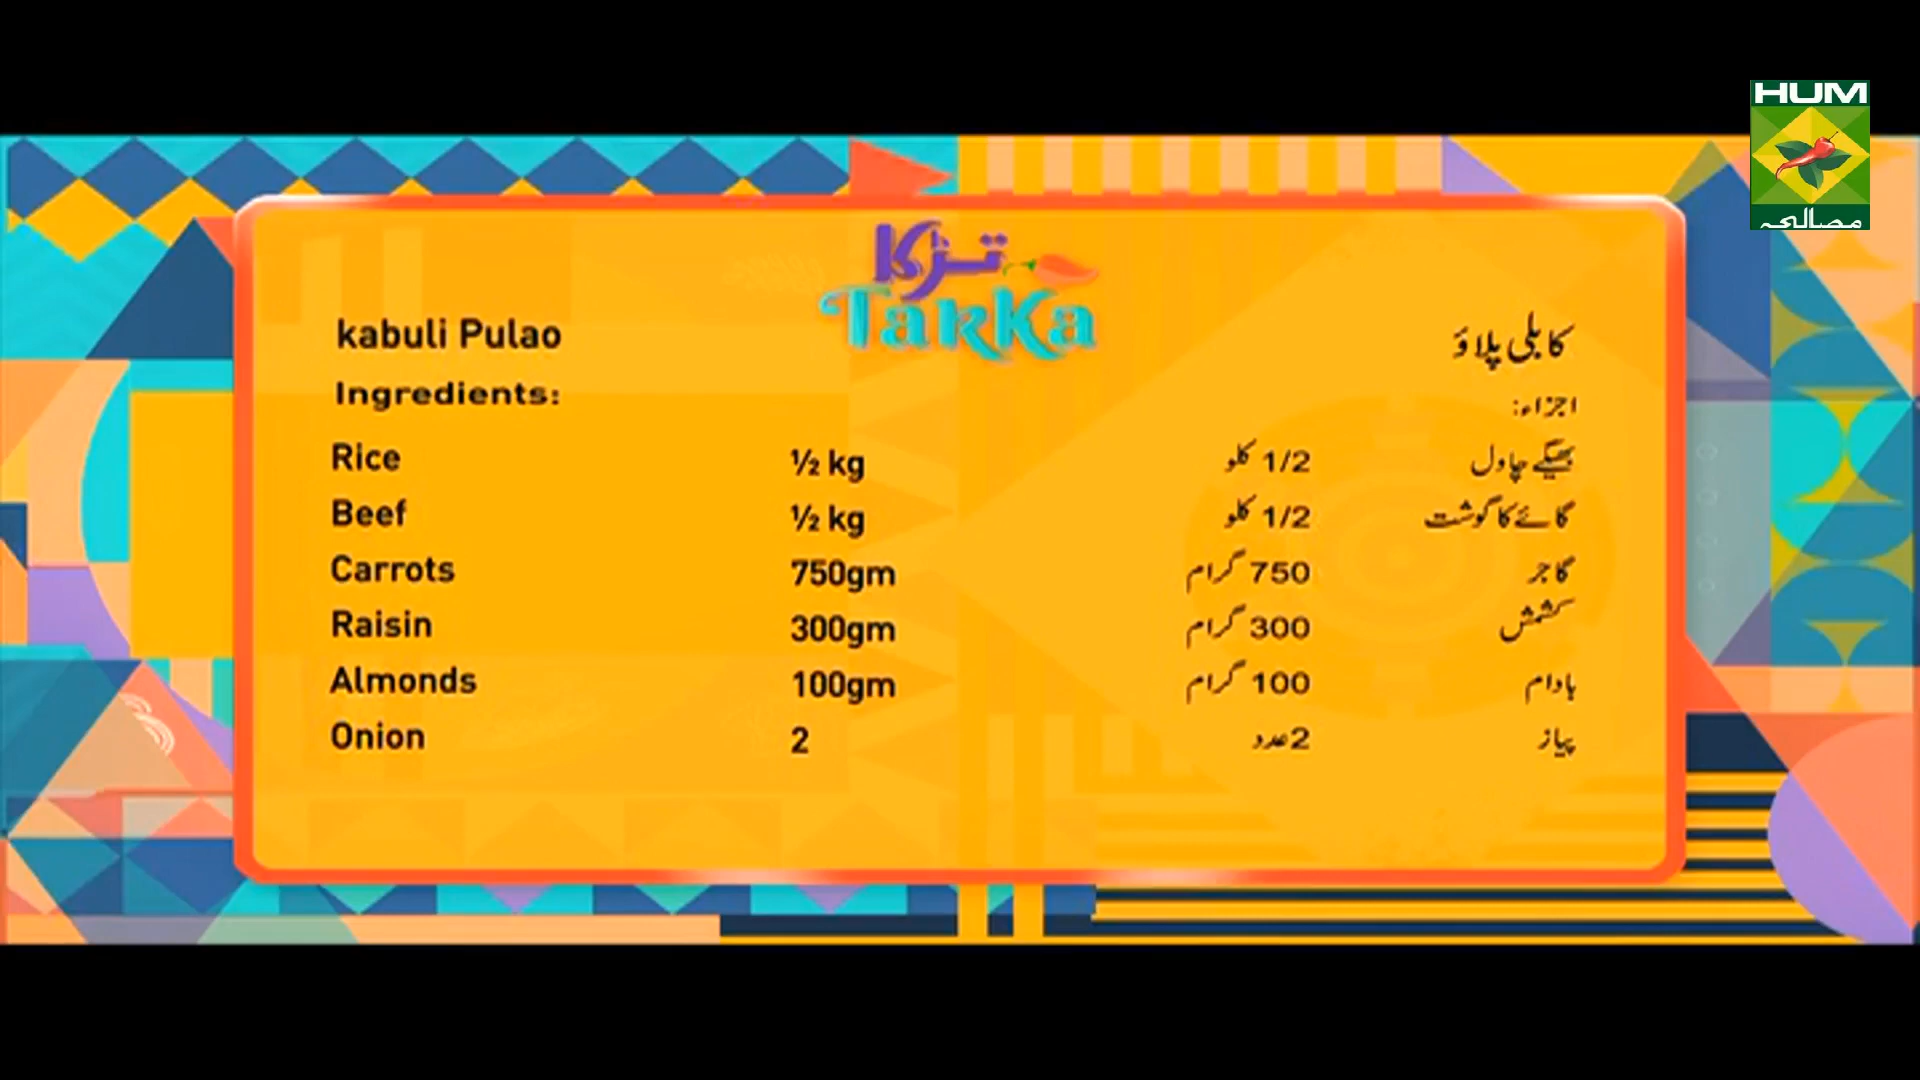 HUM
مصالحہ
تڑکا
TarKa
kabuli Pulao
کابلی پلاؤ
Ingredients:
اجزاء:
Rice ½ kg 1/2 کلو بھیگے چاول
Beef ½ kg 1/2 کلو گائے کا گوشت
Carrots 750gm 750 گرام گاجر
Raisin 300gm 300 گرام کشمش
Almonds 100gm 100 گرام بادام
Onion 2 2عدد پیاز